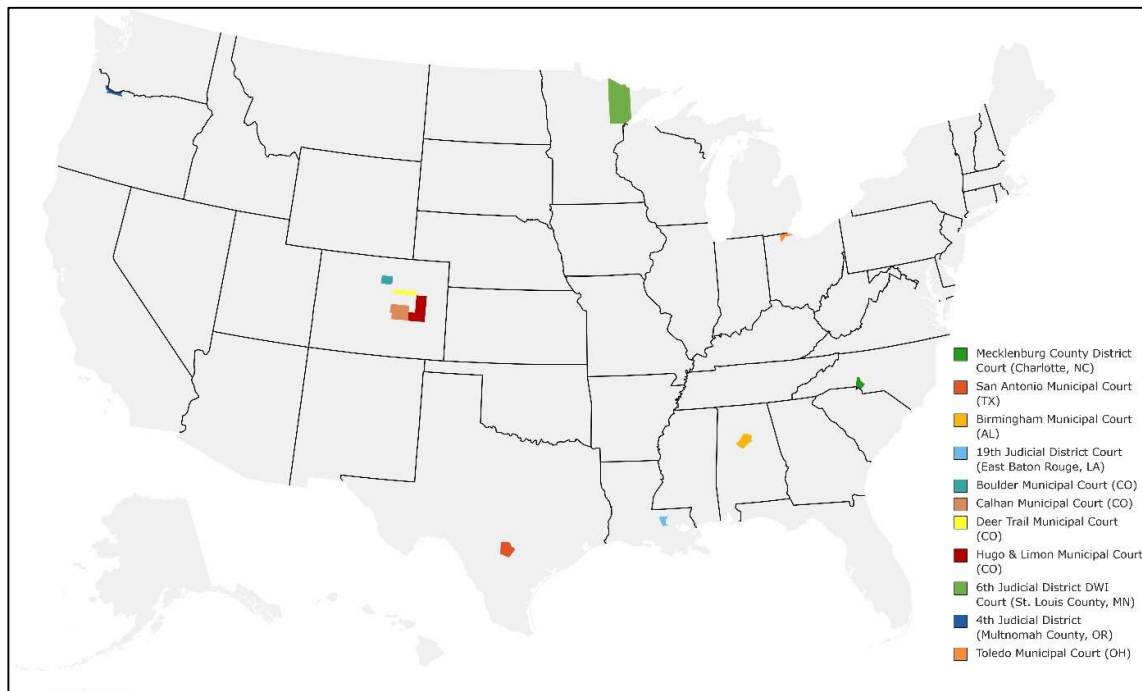 Mecklenburg County District
Court (Charlotte, NC)
San Antonio Municipal Court
(TX)
Birmingham Municipal Court
(AL)
19th Judicial District Court
(East Baton Rouge, LA)
Boulder Municipal Court (CO)
Calhan Municipal Court (CO)
Deer Trail Municipal Court
(CO)
Hugo & Limon Municipal Court
(CO)
6th Judicial District DWI
Court (St. Louis County, MN)
4th Judicial District
(Multnomah County, OR)
Toledo Municipal Court (OH)